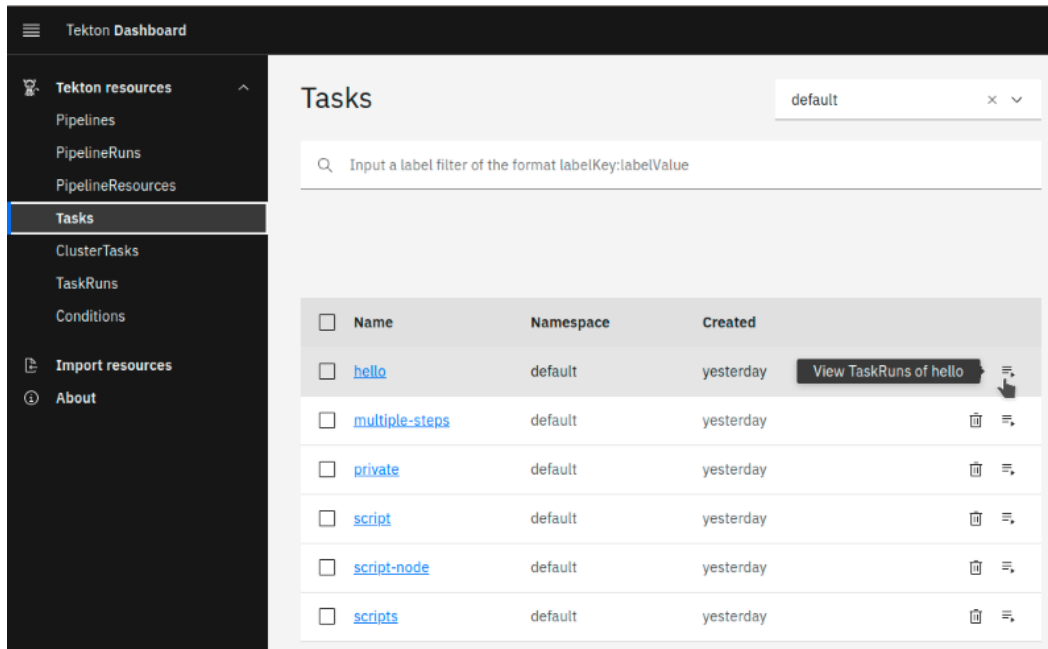 Tekton Dashboard
Tekton resources
Pipelines
PipelineRuns
PipelineResources
Tasks
ClusterTasks
TaskRuns
Conditions
Import resources
About
Tasks
default
Input a label filter of the format labelKey:labelValue
Name Namespace Created
hello default yesterday View TaskRuns of hello
multiple-steps default yesterday
private default yesterday
script default yesterday
script-node default yesterday
scripts default yesterday